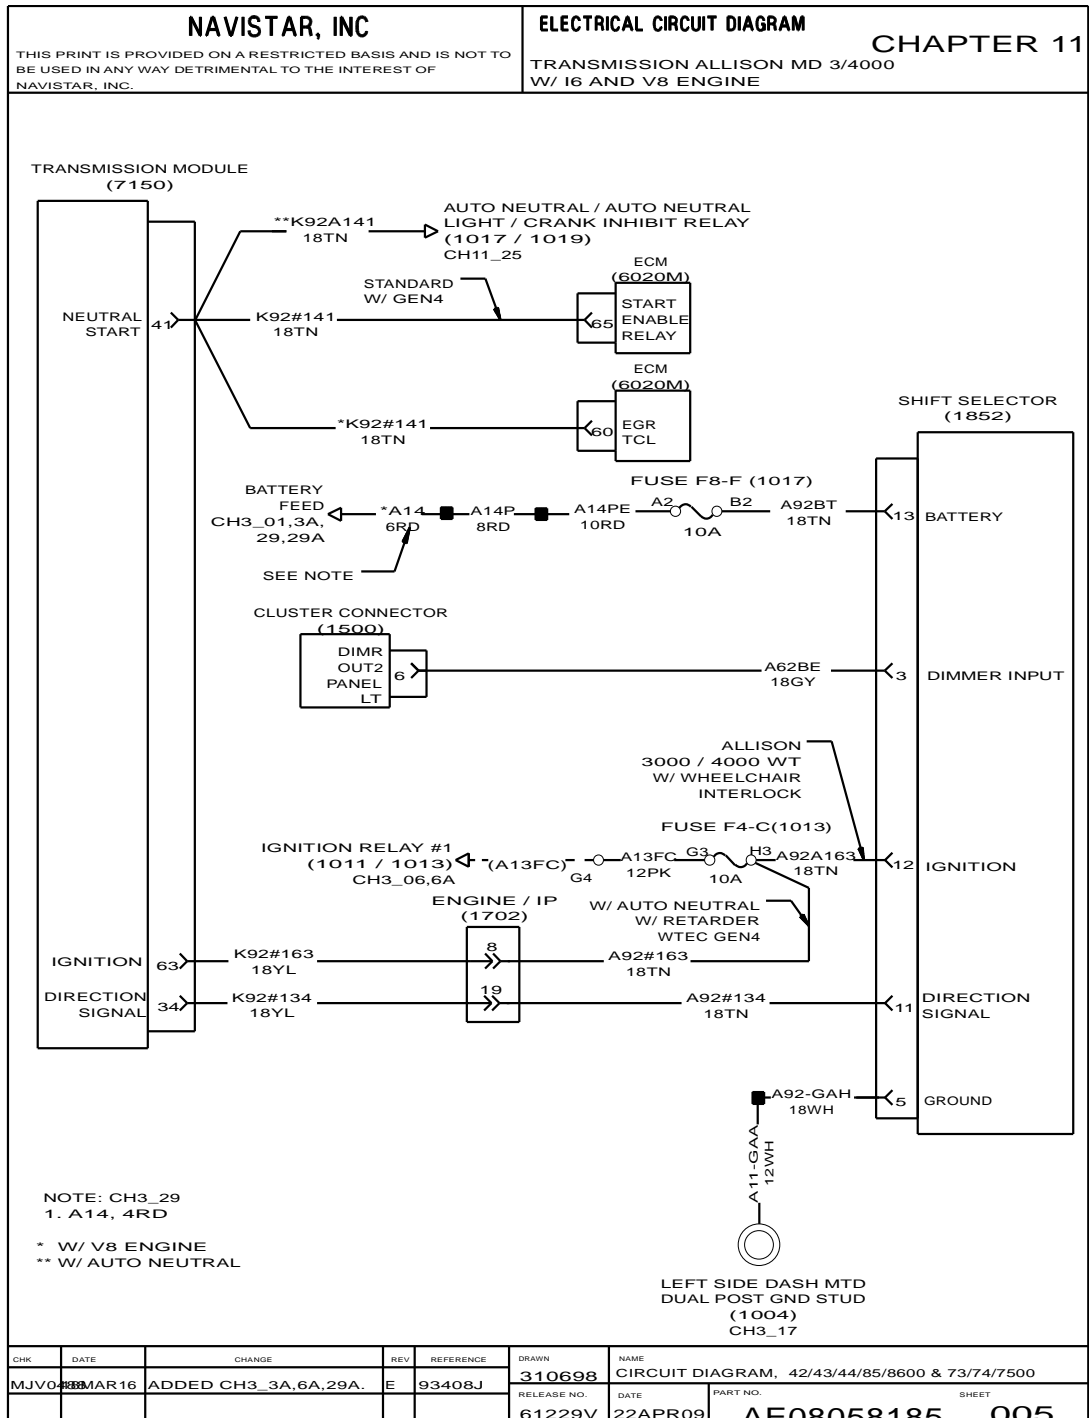 NAVISTAR, INC
THIS PRINT IS PROVIDED ON A RESTRICTED BASIS AND IS NOT TO
BE USED IN ANY WAY DETRIMENTAL TO THE INTEREST OF
NAVISTAR, INC.
ELECTRICAL CIRCUIT DIAGRAM
CHAPTER 11
TRANSMISSION ALLISON MD 3/4000
W/ I6 AND V8 ENGINE
TRANSMISSION MODULE
(7150)
**K92A141
18TN
AUTO NEUTRAL / AUTO NEUTRAL
LIGHT / CRANK INHIBIT RELAY
(1017 / 1019)
CH11_25
STANDARD
W/ GEN4
ECM
(6020M)
START
ENABLE
RELAY
65
NEUTRAL
START
41
K92#141
18TN
ECM
(6020M)
EGR
TCL
60
*K92#141
18TN
SHIFT SELECTOR
(1852)
BATTERY
FEED
CH3_01,3A,
29,29A
*A14
6RD
A14P
8RD
A14PE
10RD
FUSE F8-F (1017)
A2
B2
10A
A92BT
18TN
13
BATTERY
SEE NOTE
CLUSTER CONNECTOR
(1500)
DIMR
OUT2
PANEL
LT
6
A62BE
18GY
3
DIMMER INPUT
ALLISON
3000 / 4000 WT
W/ WHEELCHAIR
INTERLOCK
FUSE F4-C(1013)
IGNITION RELAY #1
(1011 / 1013)
CH3_06,6A
(A13FC)
G4
A13FC
12PK
G3
H3
10A
A92A163
18TN
12
IGNITION
ENGINE / IP
(1702)
W/ AUTO NEUTRAL
W/ RETARDER
WTEC GEN4
IGNITION
63
K92#163
18YL
8
A92#163
18TN
DIRECTION
SIGNAL
34
K92#134
18YL
19
A92#134
18TN
11
DIRECTION
SIGNAL
A92-GAH
18WH
5
GROUND
A11-GAA
12WH
NOTE: CH3_29
1. A14, 4RD
* W/ V8 ENGINE
** W/ AUTO NEUTRAL
LEFT SIDE DASH MTD
DUAL POST GND STUD
(1004)
CH3_17
CHK DATE CHANGE REV REFERENCE
ADDED CH3_3A,6A,29A. E 93408J
DRAWN
310698
NAME
CIRCUIT DIAGRAM, 42/43/44/85/8600 & 73/74/7500
RELEASE NO.
61229V
DATE
22APR09
PART NO.
AE08058185
SHEET
005